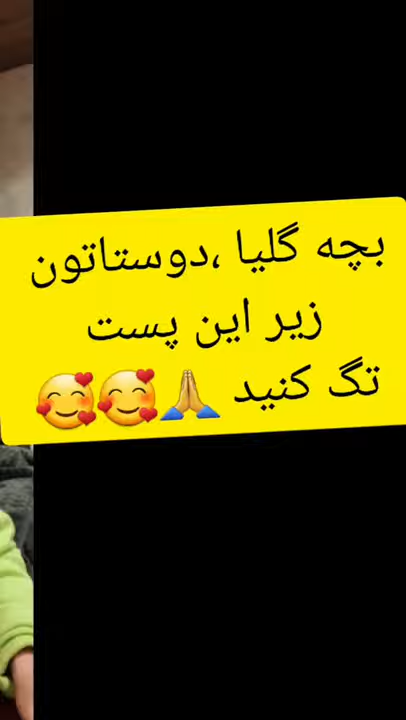 بچه گلیا ،دوستاتون
زیر این پست
تگ کنید 🙏🥰🥰